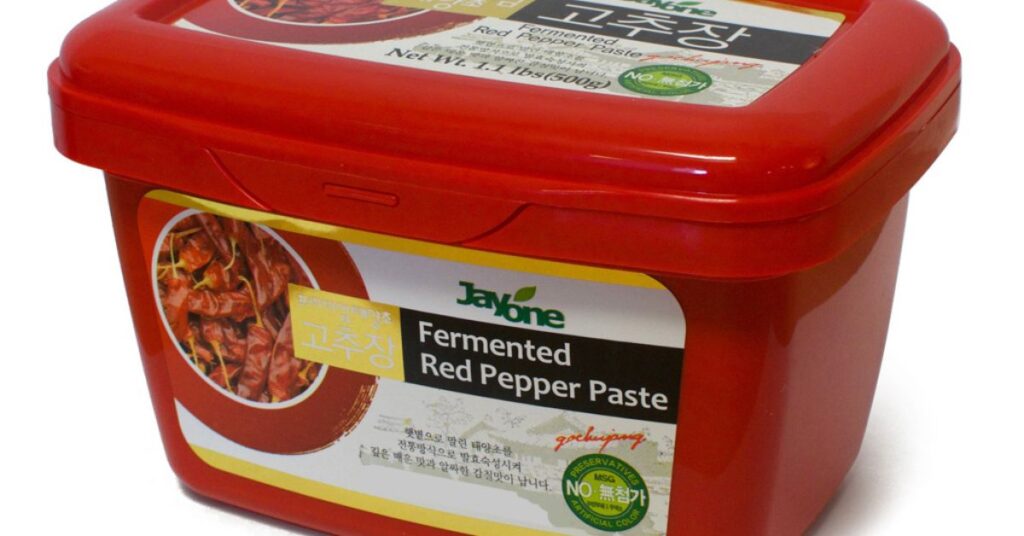 Jayone
고추장
Fermented
Red Pepper Paste
gochujang
Net Wt. 1.1 lbs(500g)
NO 無첨가
Jayone
고추장
Fermented
Red Pepper Paste
gochujang
햇볕으로 말린 태양초를
전통방식으로 발효숙성시켜
깊은 매운 맛과 알싸한 감칠맛이 납니다.
PRESERVATIVES
MSG
NO 無첨가
ARTIFICIAL COLOR